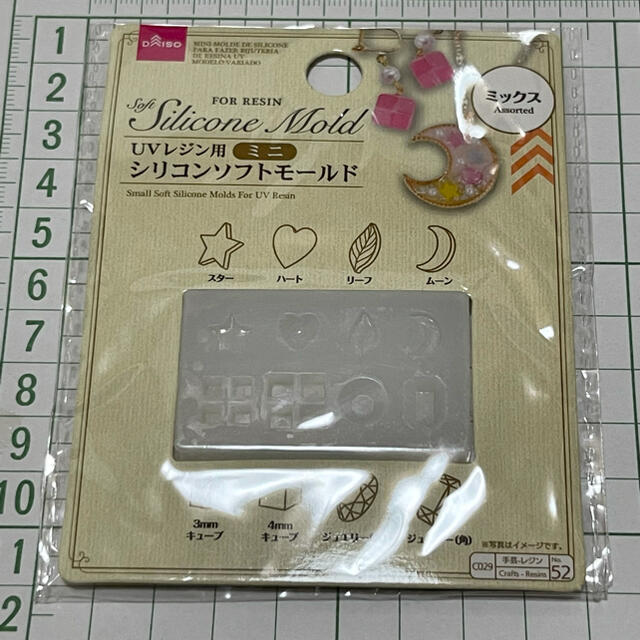 DAISO
MINI MOLDE DE SILICONE
PARA FAZER BIJUTERIA
DE RESINA UV
MODELO VARIADO
FOR RESIN
Soft
Silicone Mold
UVレジン用 ミニ
シリコンソフトモールド
Small Soft Silicone Molds For UV Resin
ミックス
Assorted
スター ハート リーフ ムーン
3mm
キューブ
4mm
キューブ
ジュエリー
ジュエリー(角)
※写真はイメージです。
C029
手芸-レジン
Crafts - Resins
No.
52
1
2
3
4
5
6
7
8
9
10
1
2